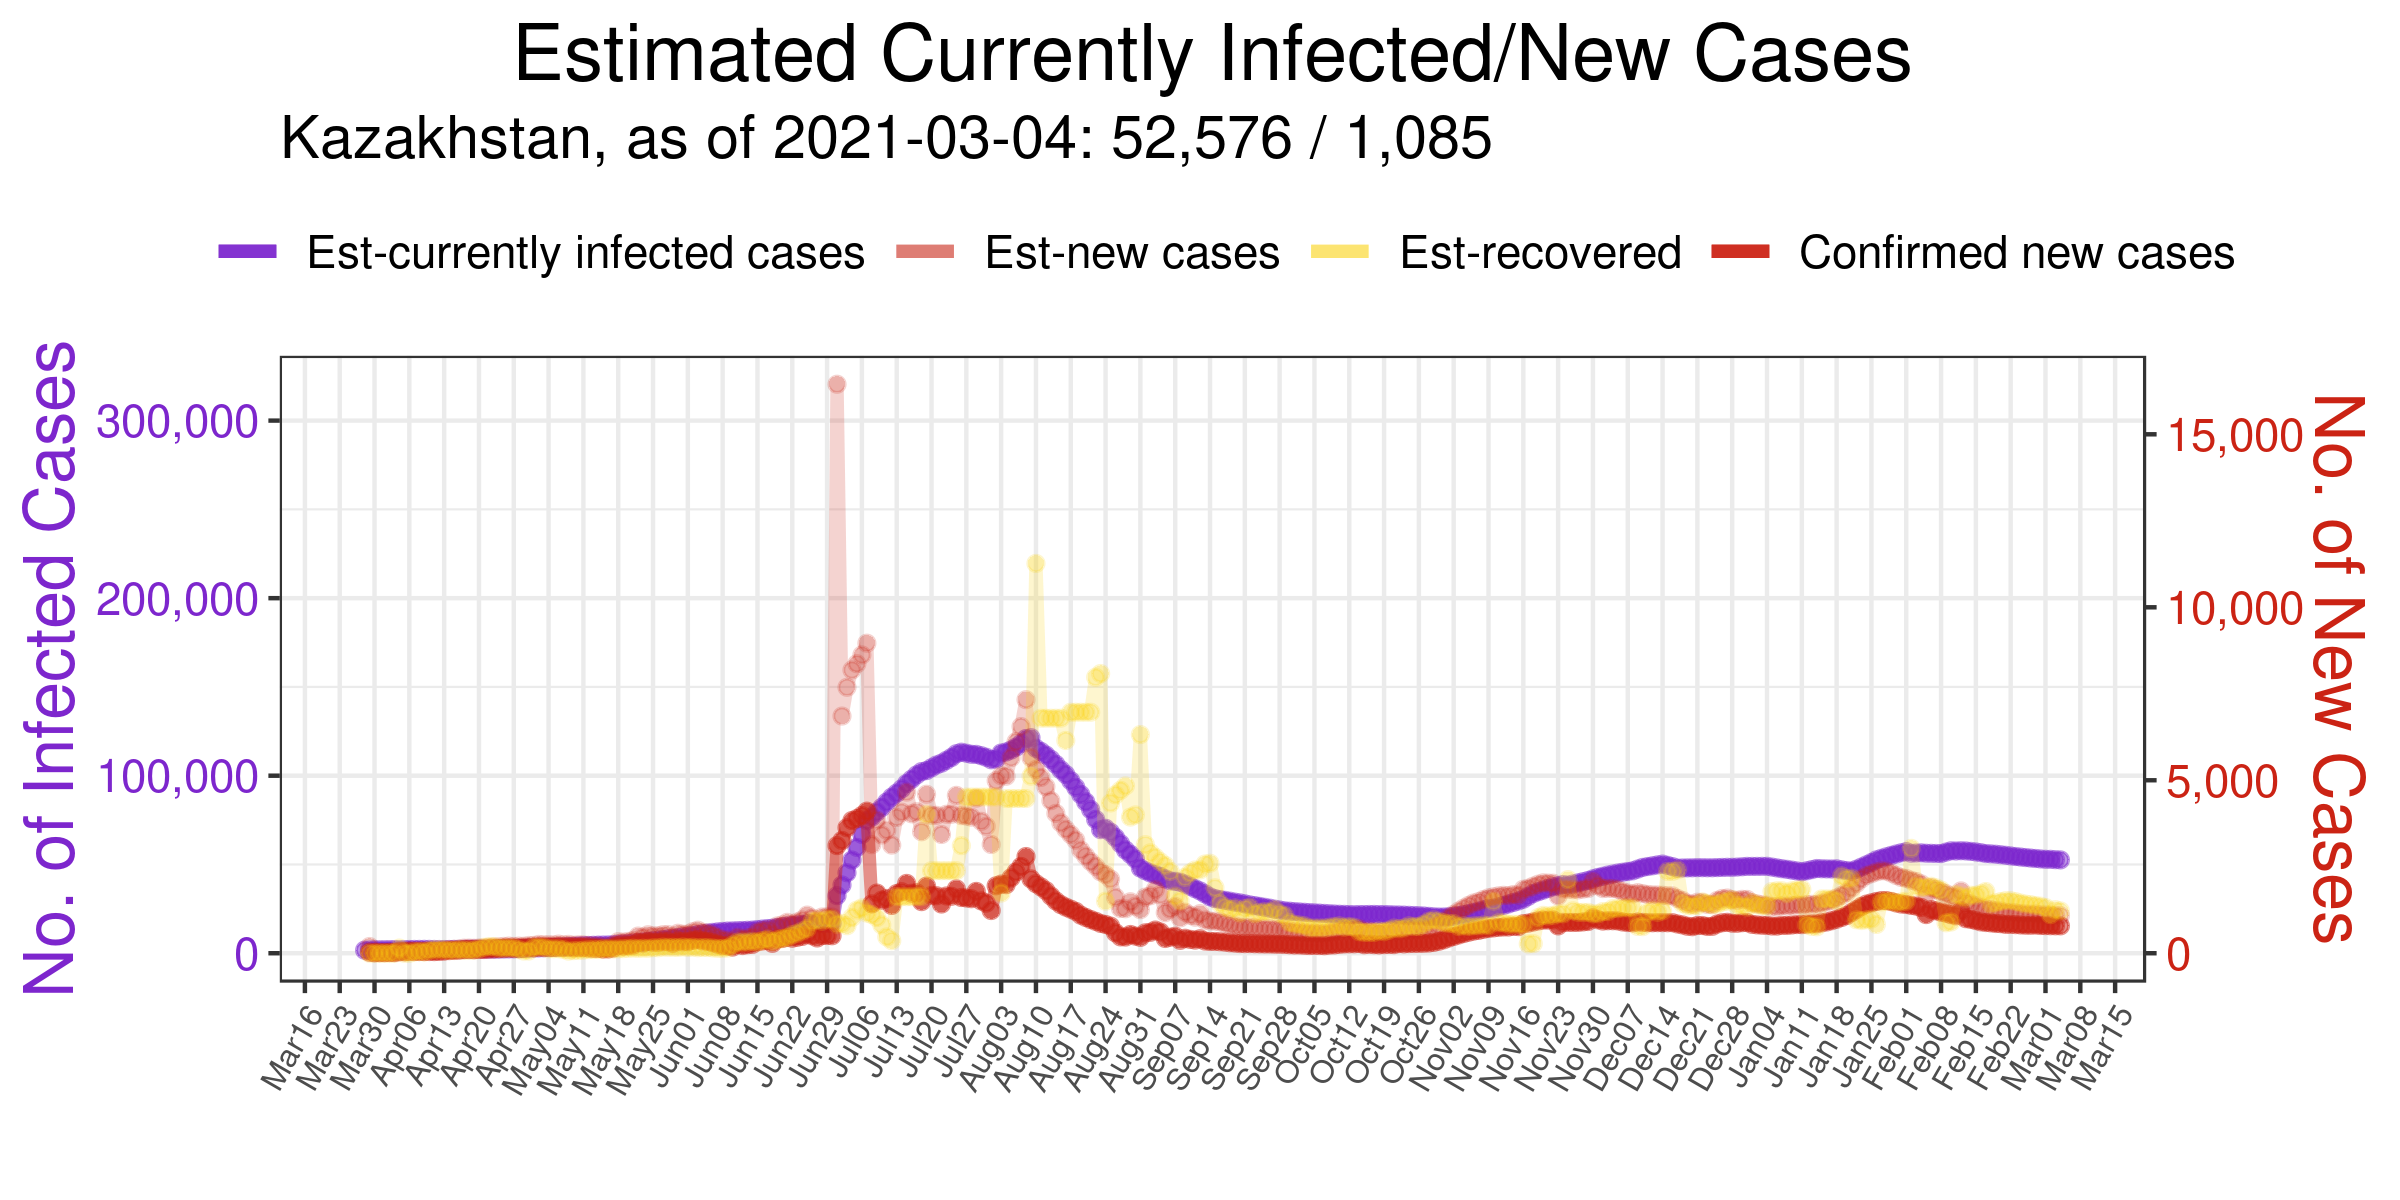 Estimated Currently Infected/New Cases
Kazakhstan, as of 2021-03-04: 52,576 / 1,085
Est-currently infected cases Est-new cases Est-recovered Confirmed new cases
No. of Infected Cases
300,000
200,000
100,000
0
15,000
10,000
5,000
0
No. of New Cases
Mar16 Mar23 Mar30 Apr06 Apr13 Apr20 Apr27 May04 May11 May18 May25 Jun01 Jun08 Jun15 Jun22 Jun29 Jul06 Jul13 Jul20 Jul27 Aug03 Aug10 Aug17 Aug24 Aug31 Sep07 Sep14 Sep21 Sep28 Oct05 Oct12 Oct19 Oct26 Nov02 Nov09 Nov16 Nov23 Nov30 Dec07 Dec14 Dec21 Dec28 Jan04 Jan11 Jan18 Jan25 Feb01 Feb08 Feb15 Feb22 Mar01 Mar08 Mar15